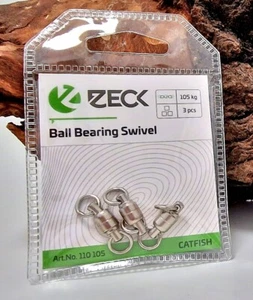 ZECK
105 kg
3 pcs
Ball Bearing Swivel
Art.No. 110 105
CATFISH